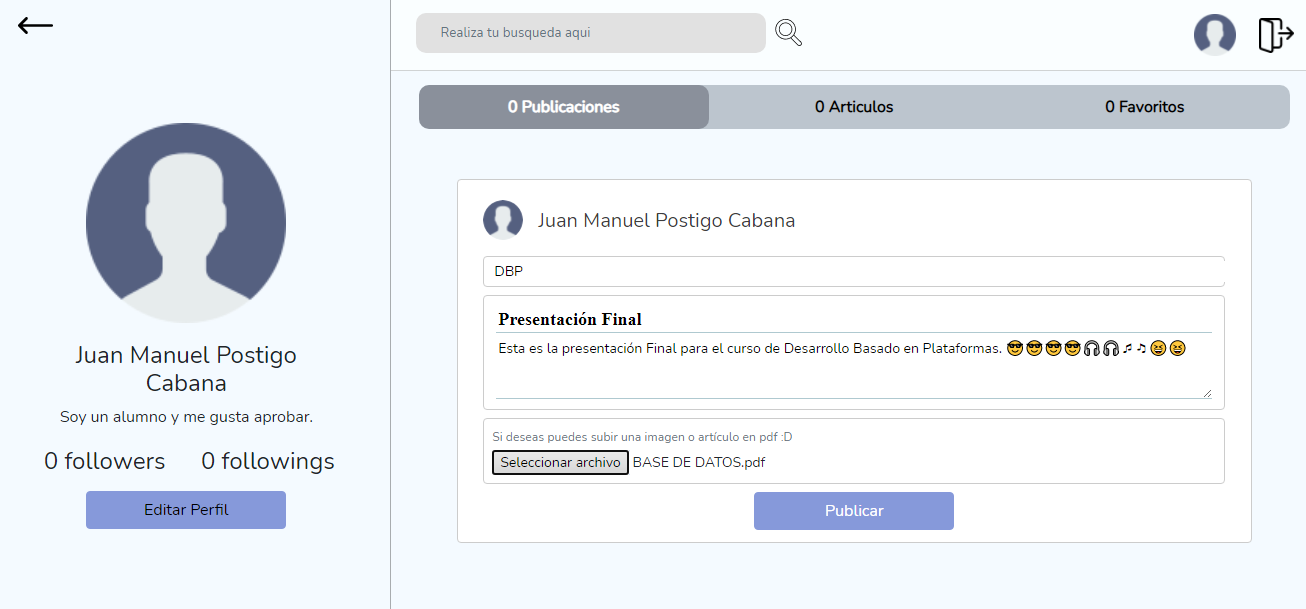 Realiza tu busqueda aqui
0 Publicaciones
0 Articulos
0 Favoritos
Juan Manuel Postigo
Cabana
Soy un alumno y me gusta aprobar.
0 followers
0 followings
Editar Perfil
Juan Manuel Postigo Cabana
DBP
Presentación Final
Esta es la presentación Final para el curso de Desarrollo Basado en Plataformas. 😎😎😎😎🎧🎧🎵🎵😆😆
Si deseas puedes subir una imagen o artículo en pdf :D
Seleccionar archivo BASE DE DATOS.pdf
Publicar